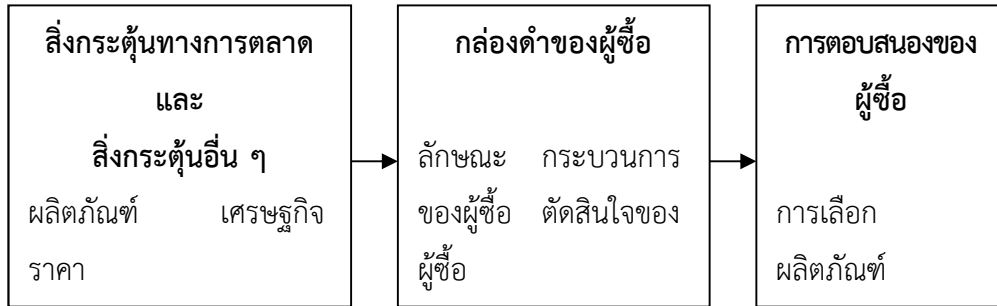 สิ่งกระตุ้นทางการตลาด
และ
สิ่งกระตุ้นอื่น ๆ
ผลิตภัณฑ์ เศรษฐกิจ
ราคา
กล่องดำของผู้ซื้อ
ลักษณะ กระบวนการ
ของผู้ซื้อ ตัดสินใจของ
ผู้ซื้อ
การตอบสนองของ
ผู้ซื้อ
การเลือก
ผลิตภัณฑ์